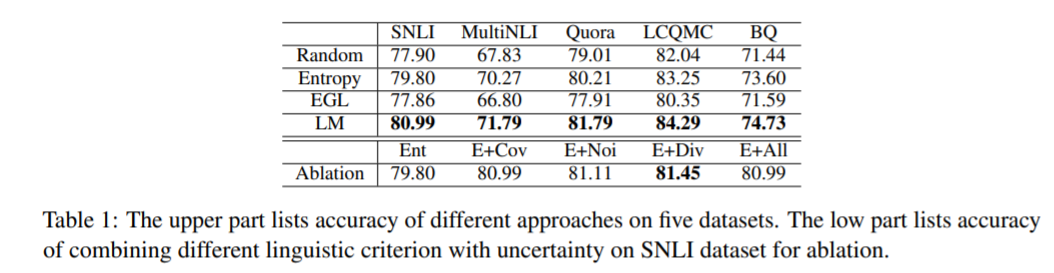 SNLI MultiNLI Quora LCQMC BQ
Random 77.90 67.83 79.01 82.04 71.44
Entropy 79.80 70.27 80.21 83.25 73.60
EGL 77.86 66.80 77.91 80.35 71.59
LM 80.99 71.79 81.79 84.29 74.73
Ent E+Cov E+Noi E+Div E+All
Ablation 79.80 80.99 81.11 81.45 80.99
Table 1: The upper part lists accuracy of different approaches on five datasets. The low part lists accuracy
of combining different linguistic criterion with uncertainty on SNLI dataset for ablation.